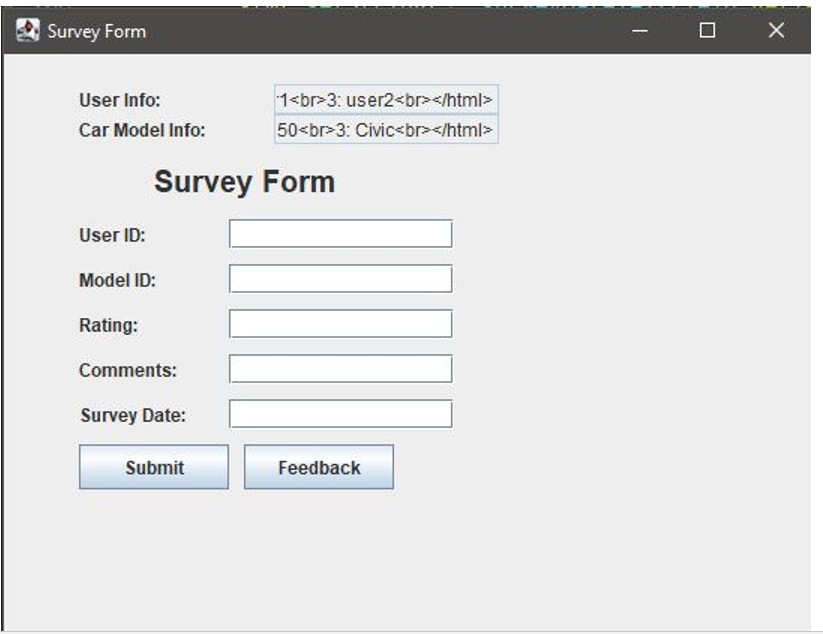 Survey Form
User Info: 1<br>3: user2<br></html>
Car Model Info: 50<br>3: Civic<br></html>
Survey Form
User ID:
Model ID:
Rating:
Comments:
Survey Date:
Submit Feedback